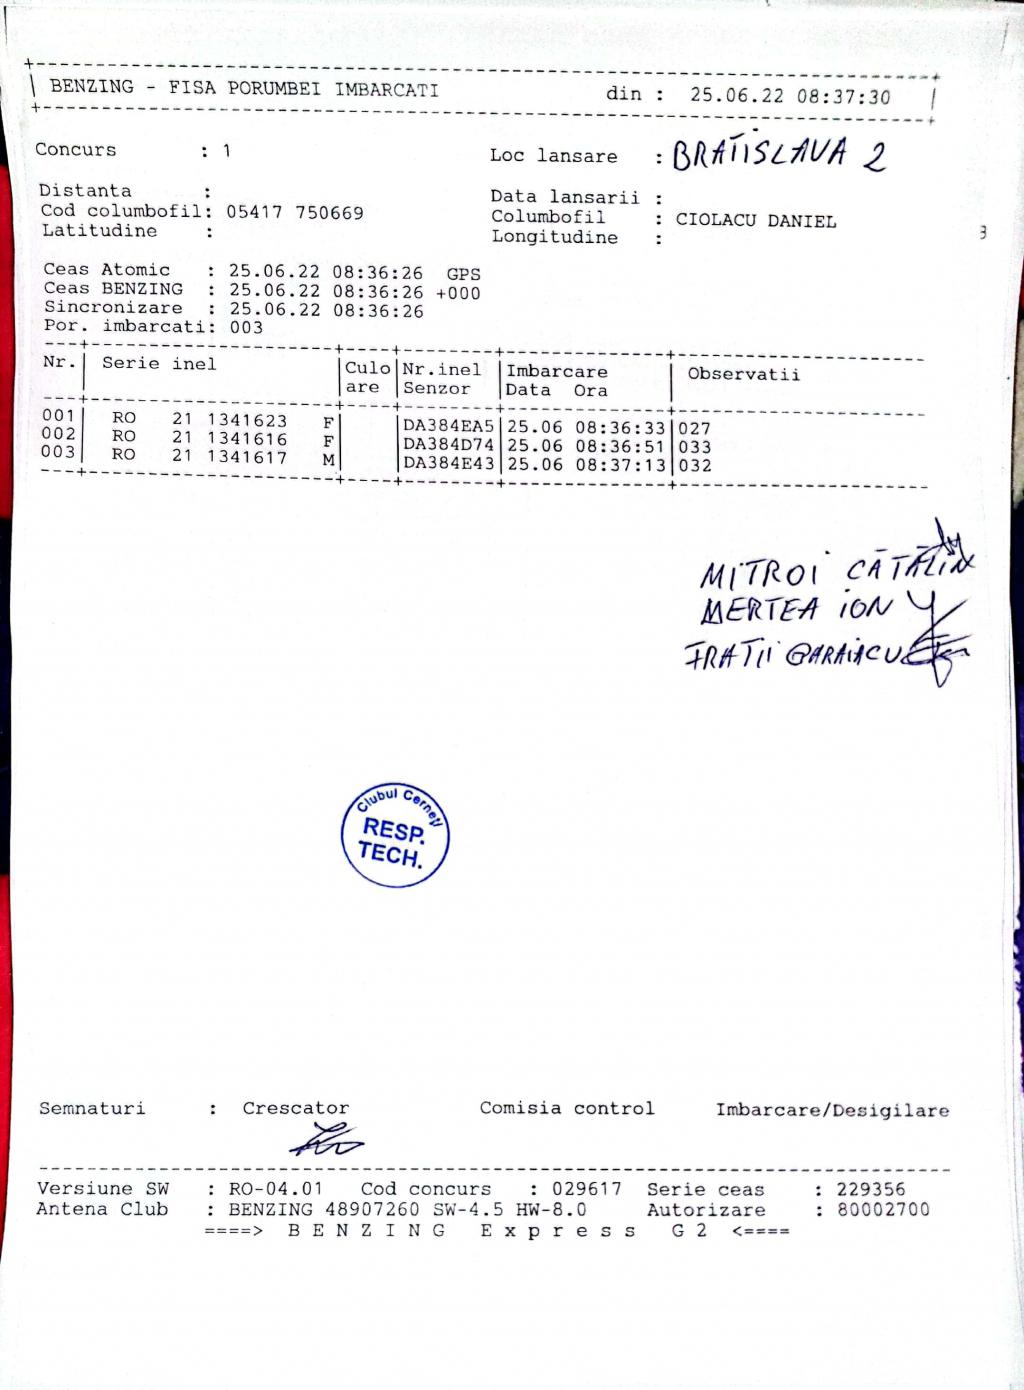 BENZING - FISA PORUMBEI IMBARCATI din : 25.06.22 08:37:30
Concurs : 1 Loc lansare : BRATISLAVA 2
Distanta : Data lansarii :
Cod columbofil: 05417 750669 Columbofil : CIOLACU DANIEL
Latitudine : Longitudine :
3
Ceas Atomic : 25.06.22 08:36:26 GPS
Ceas BENZING : 25.06.22 08:36:26 +000
Sincronizare : 25.06.22 08:36:26
Por. imbarcati: 003
Nr. Serie inel Culo Nr.inel Imbarcare Observatii
are Senzor Data Ora
001 RO 21 1341623 F DA384EA5 25.06 08:36:33 027
002 RO 21 1341616 F DA384D74 25.06 08:36:51 033
003 RO 21 1341617 M DA384E43 25.06 08:37:13 032
MITROI CĂTĂLIN
MERTEA ION
FRATII
Clubul Cerneți
RESP.
TECH.
Semnaturi : Crescator Comisia control Imbarcare/Desigilare
Versiune SW : RO-04.01 Cod concurs : 029617 Serie ceas : 229356
Antena Club : BENZING 48907260 SW-4.5 HW-8.0 Autorizare : 80002700
====> B E N Z I N G E x p r e s s G 2 <====